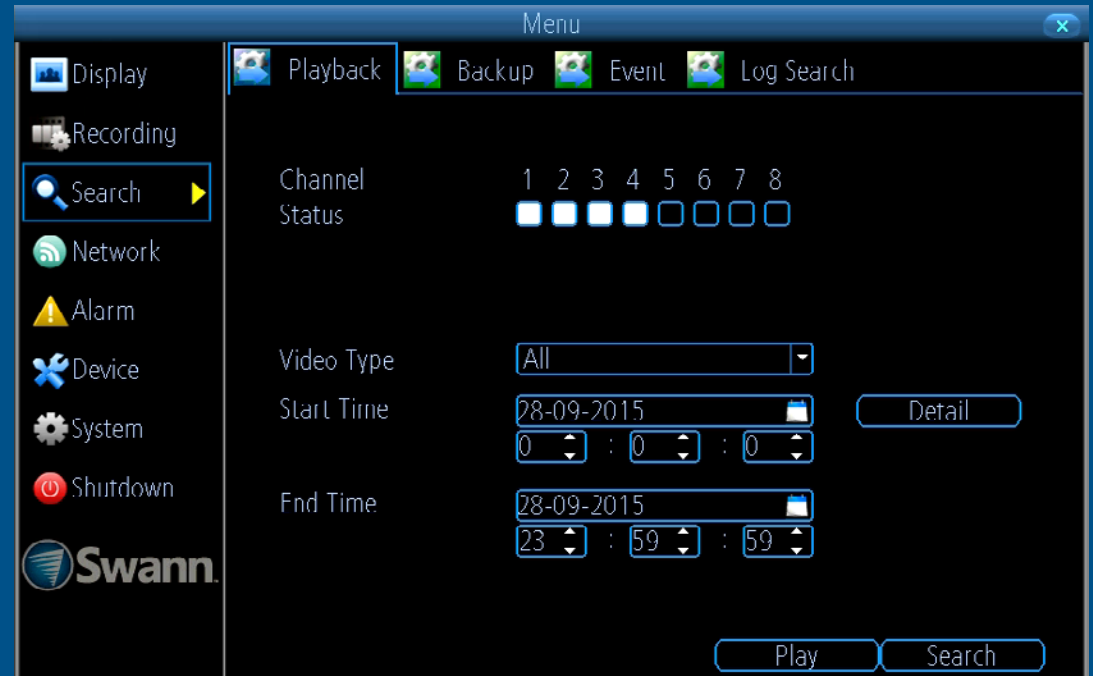 Menu
Display
Recording
Search
Network
Alarm
Device
System
Shutdown
Swann.
Playback Backup Event Log Search
Channel 1 2 3 4 5 6 7 8
Status
Video Type All
Start Time 28-09-2015 Detail
0 : 0 : 0
End Time 28-09-2015
23 : 59 : 59
Play Search